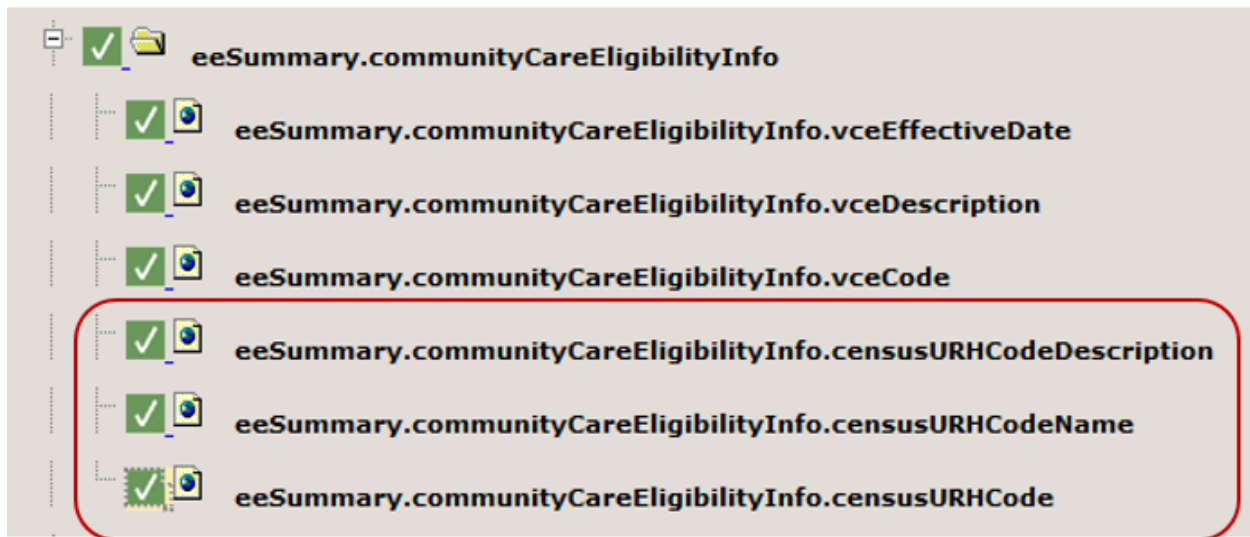 eeSummary.communityCareEligibilityInfo
eeSummary.communityCareEligibilityInfo.vceEffectiveDate
eeSummary.communityCareEligibilityInfo.vceDescription
eeSummary.communityCareEligibilityInfo.vceCode
eeSummary.communityCareEligibilityInfo.censusURHCodeDescription
eeSummary.communityCareEligibilityInfo.censusURHCodeName
eeSummary.communityCareEligibilityInfo.censusURHCode